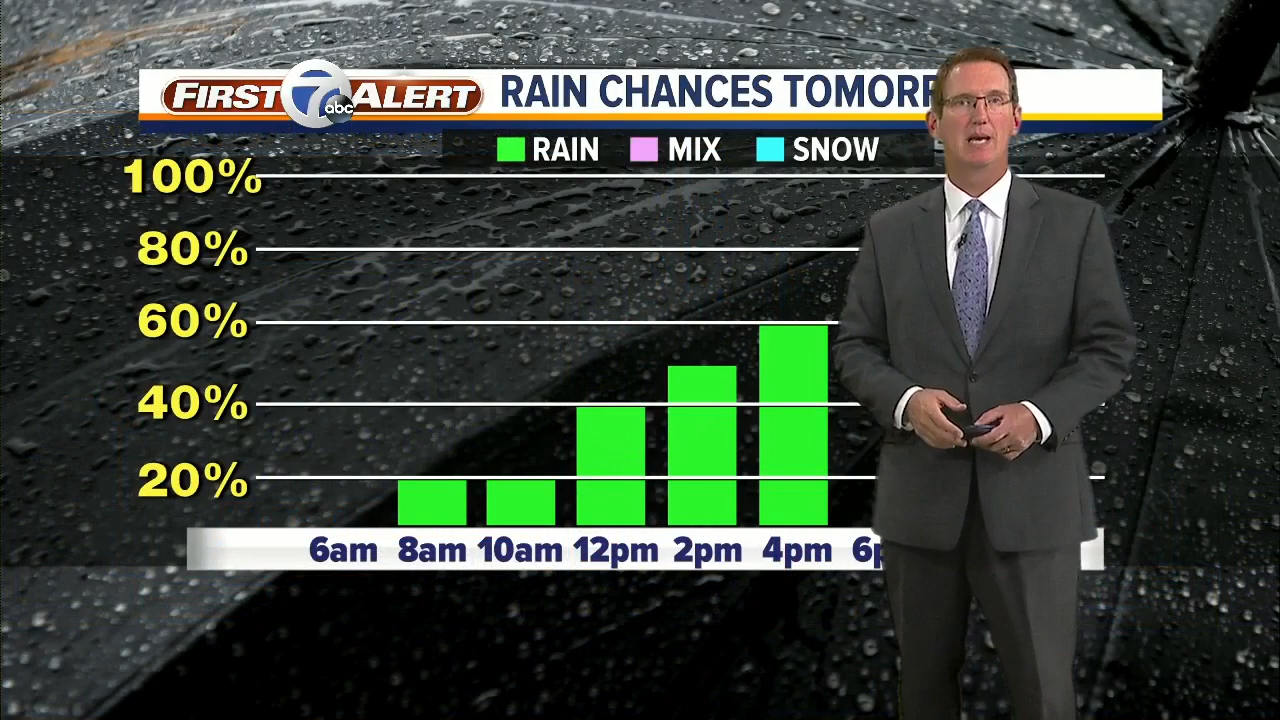 FIRST 7 abc ALERT
RAIN CHANCES TOMORR
RAIN MIX SNOW
100%
80%
60%
40%
20%
6am 8am 10am 12pm 2pm 4pm 6p